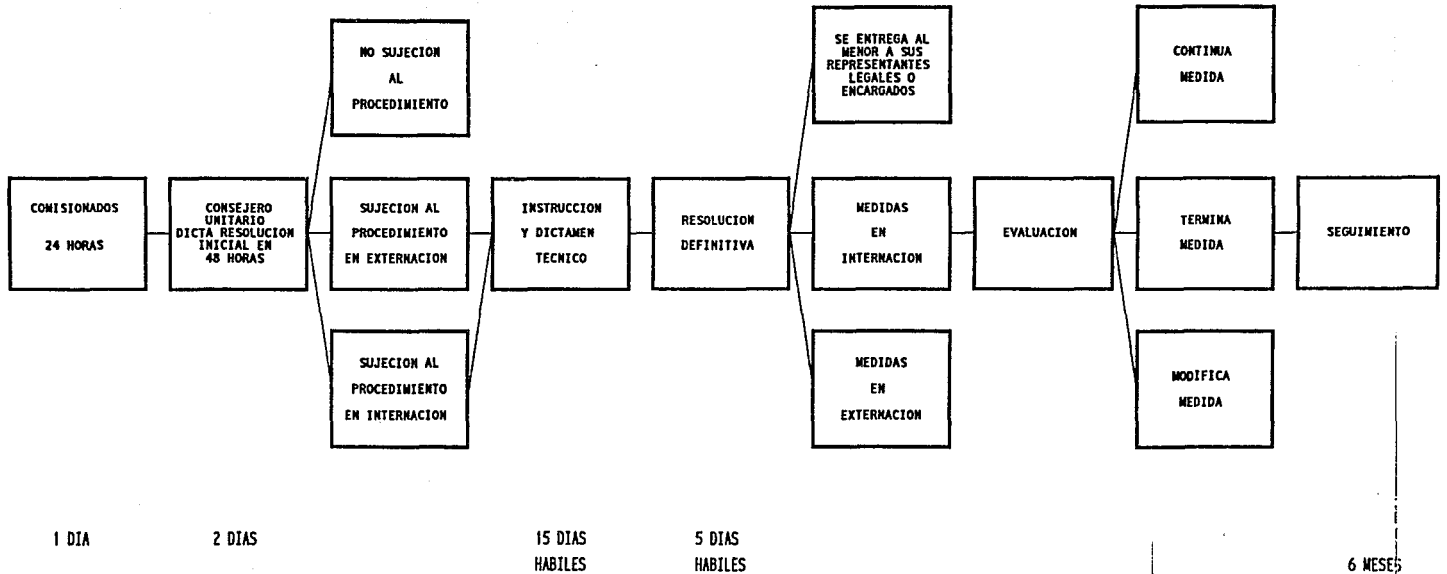 COMISIONADOS
24 HORAS
CONSEJERO
UNITARIO
DICTA RESOLUCION
INICIAL EN
48 HORAS
NO SUJECION
AL
PROCEDIMIENTO
SUJECION AL
PROCEDIMIENTO
EN EXTERNACION
SUJECION AL
PROCEDIMIENTO
EN INTERNACION
INSTRUCCION
Y DICTAMEN
TECNICO
RESOLUCION
DEFINITIVA
SE ENTREGA AL
MENOR A SUS
REPRESENTANTES
LEGALES O
ENCARGADOS
MEDIDAS
EN
INTERNACION
MEDIDAS
EN
EXTERNACION
EVALUACION
CONTINUA
MEDIDA
TERMINA
MEDIDA
MODIFICA
MEDIDA
SEGUIMIENTO
1 DIA
2 DIAS
15 DIAS
HABILES
5 DIAS
HABILES
6 MESES